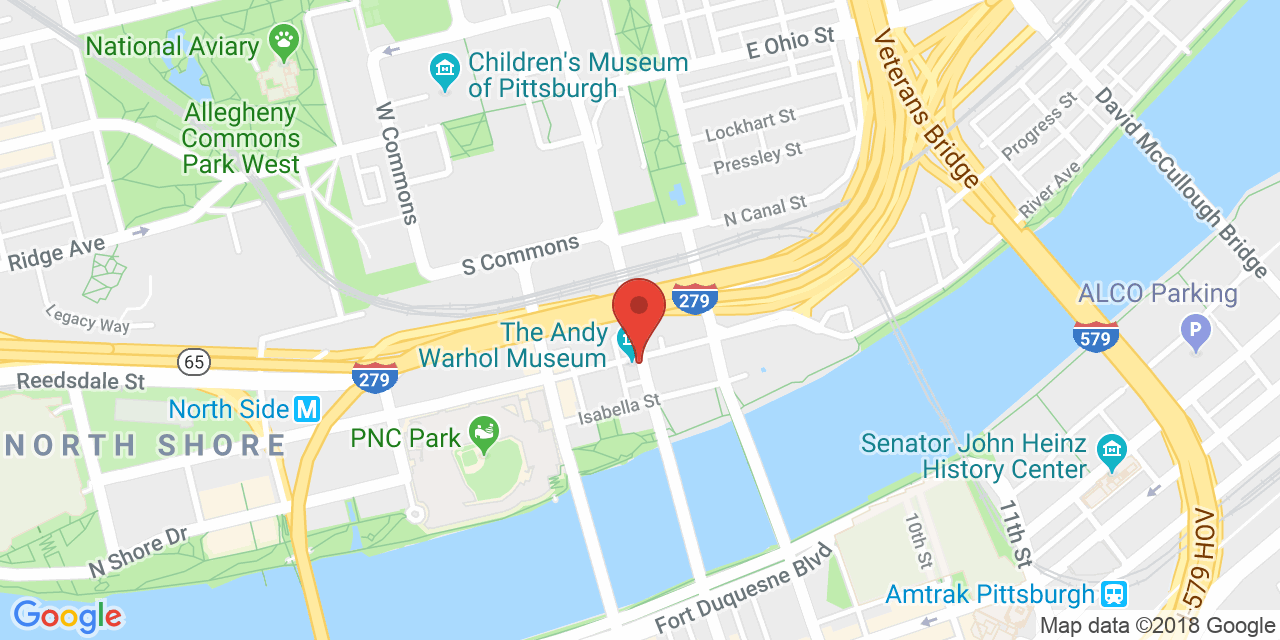 National Aviary
Children's Museum
of Pittsburgh
E Ohio St
Veterans Bridge
David McCullough Bridge
Allegheny
Commons
Park West
W Commons
Lockhart St
Pressley St
Progress St
River Ave
N Canal St
Ridge Ave
S Commons
Legacy Way
279
ALCO Parking
P
The Andy
Warhol Museum
579
65
279
Reedsdale St
North Side
M
Isabella St
PNC Park
NORTH SHORE
Senator John Heinz
History Center
10th St
11th St
N Shore Dr
-579 HOV
Fort Duquesne Blvd
Amtrak Pittsburgh
Google
Map data ©2018 Google